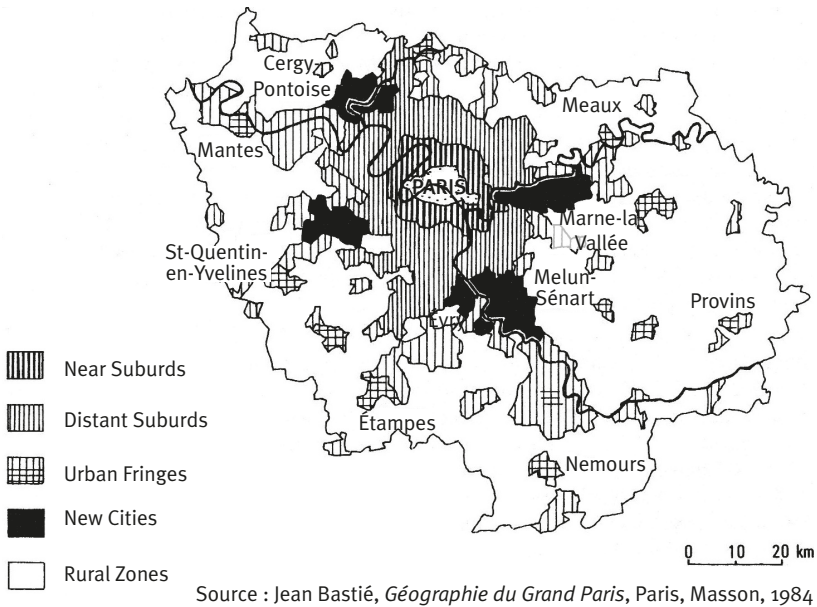 Cergy-
Pontoise
Meaux
Mantes
PARIS
Marne-la
Vallée
St-Quentin-
en-Yvelines
Melun-
Sénart
Provins
Evry
Near Suburds
Distant Suburds
Étampes
Urban Fringes
Nemours
New Cities
0 10 20 km
Rural Zones
Source : Jean Bastié, Géographie du Grand Paris, Paris, Masson, 1984